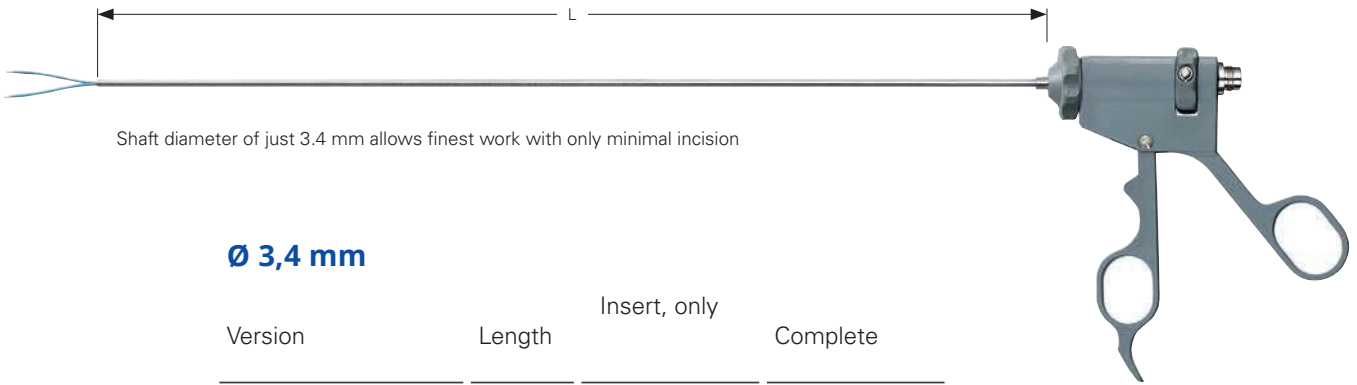 L
Shaft diameter of just 3.4 mm allows finest work with only minimal incision
Ø 3,4 mm
Insert, only
Version Length Complete